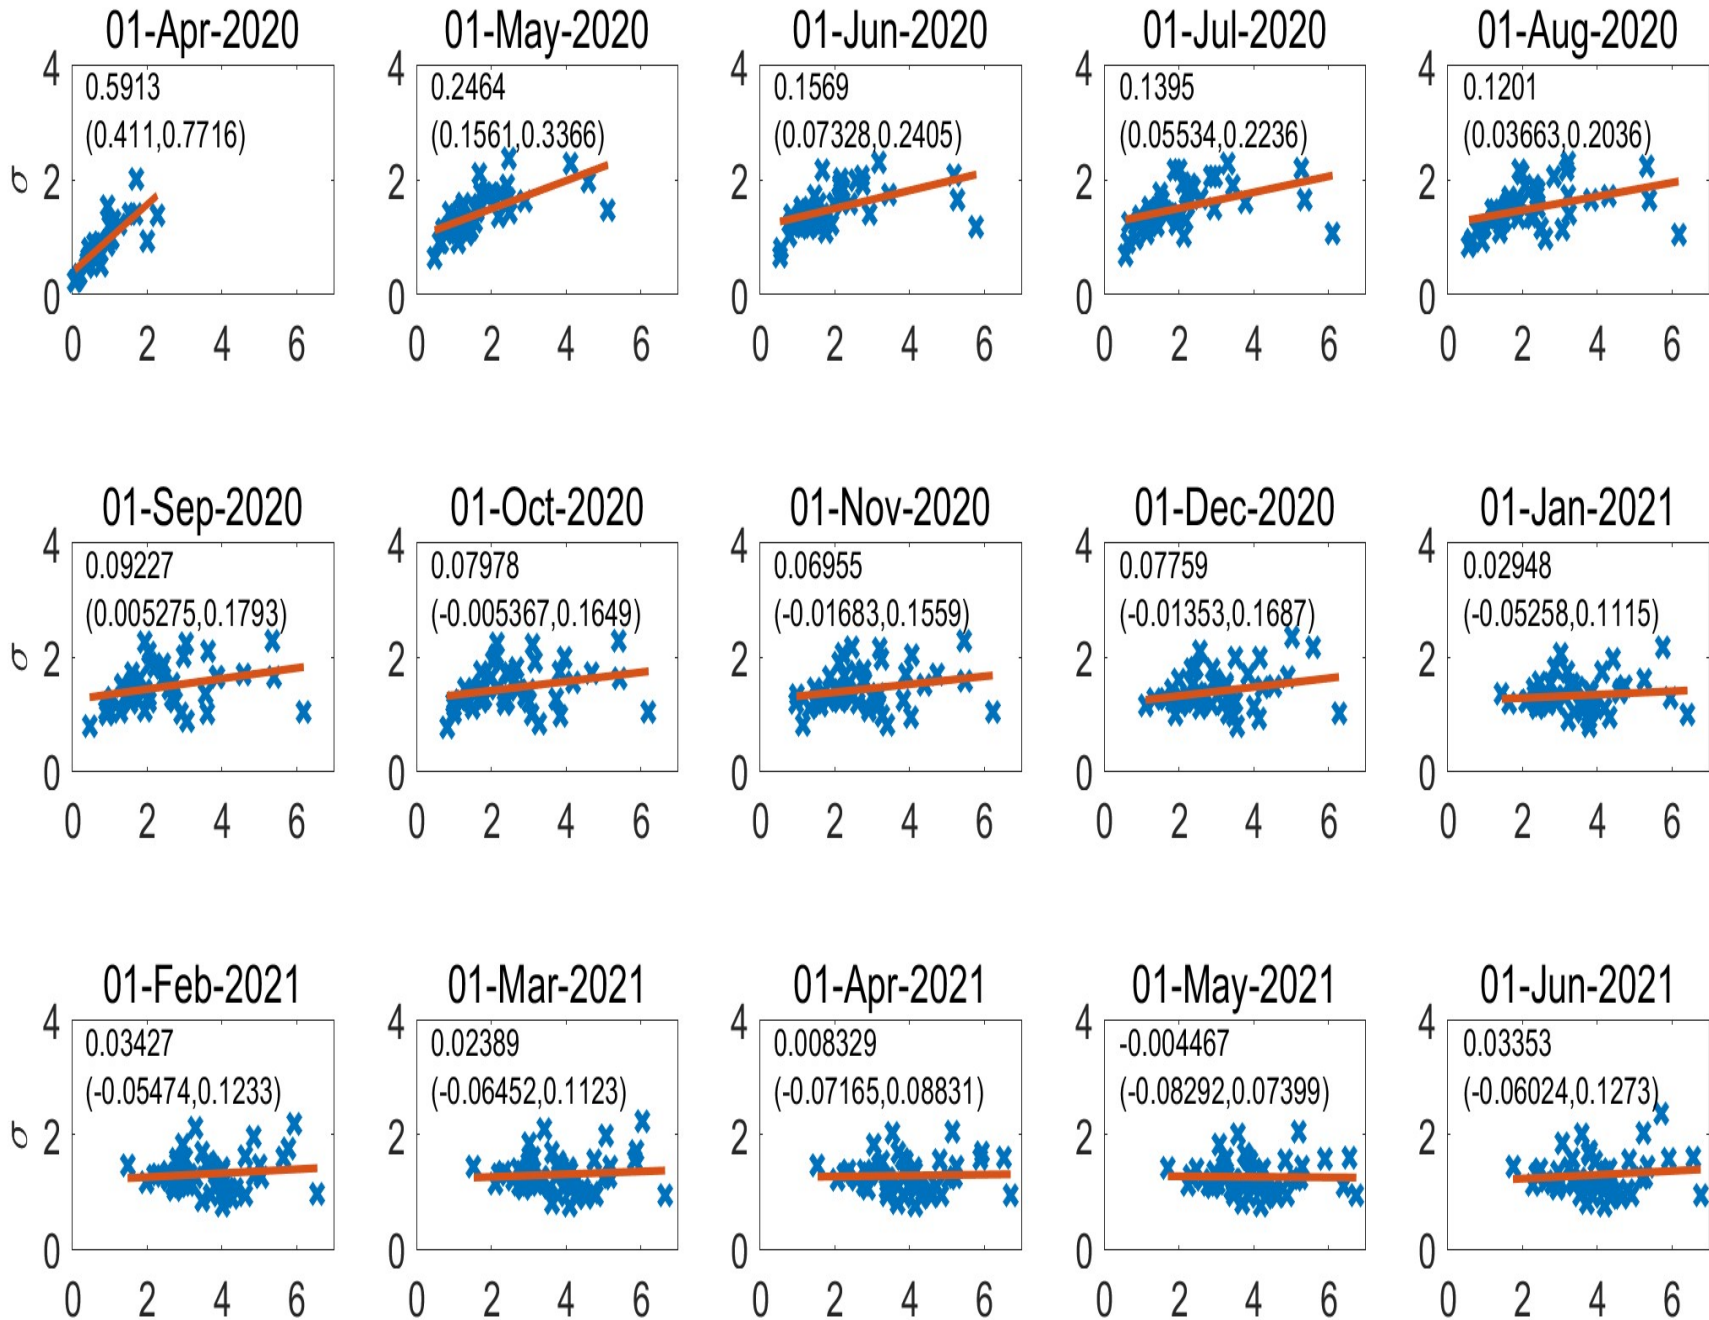 01-Apr-2020 01-May-2020 01-Jun-2020 01-Jul-2020 01-Aug-2020
4 4 4 4 4
0.5913 0.2464 0.1569 0.1395 0.1201
(0.411,0.7716) (0.1561,0.3366) (0.07328,0.2405) (0.05534,0.2236) (0.03663,0.2036)
σ 2 2 2 2 2
0 0 0 0 0
0 2 4 6 0 2 4 6 0 2 4 6 0 2 4 6 0 2 4 6
01-Sep-2020 01-Oct-2020 01-Nov-2020 01-Dec-2020 01-Jan-2021
4 4 4 4 4
0.09227 0.07978 0.06955 0.07759 0.02948
(0.005275,0.1793) (-0.005367,0.1649) (-0.01683,0.1559) (-0.01353,0.1687) (-0.05258,0.1115)
σ 2 2 2 2 2
0 0 0 0 0
0 2 4 6 0 2 4 6 0 2 4 6 0 2 4 6 0 2 4 6
01-Feb-2021 01-Mar-2021 01-Apr-2021 01-May-2021 01-Jun-2021
4 4 4 4 4
0.03427 0.02389 0.008329 -0.004467 0.03353
(-0.05474,0.1233) (-0.06452,0.1123) (-0.07165,0.08831) (-0.08292,0.07399) (-0.06024,0.1273)
σ 2 2 2 2 2
0 0 0 0 0
0 2 4 6 0 2 4 6 0 2 4 6 0 2 4 6 0 2 4 6